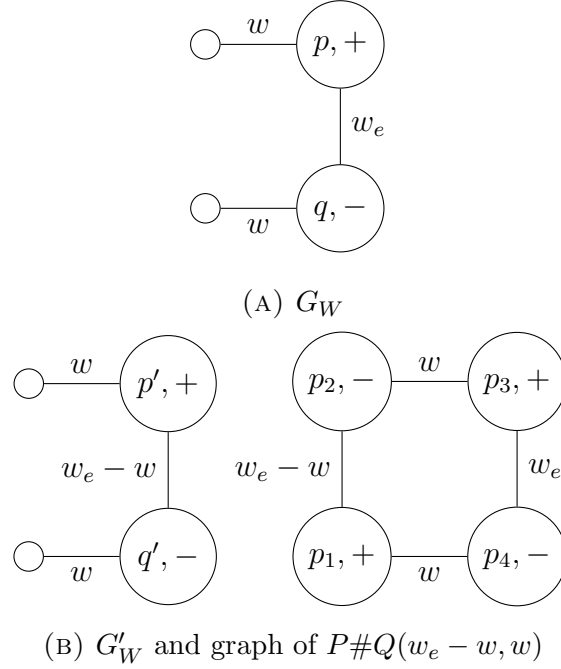 w
p, +
w_e
q, −
w
(A) G_W
w
p′, +
w_e − w
q′, −
w
p_2, −
w
p_3, +
w_e − w
w_e
p_1, +
w
p_4, −
(B) G′_W and graph of P#Q(w_e − w, w)